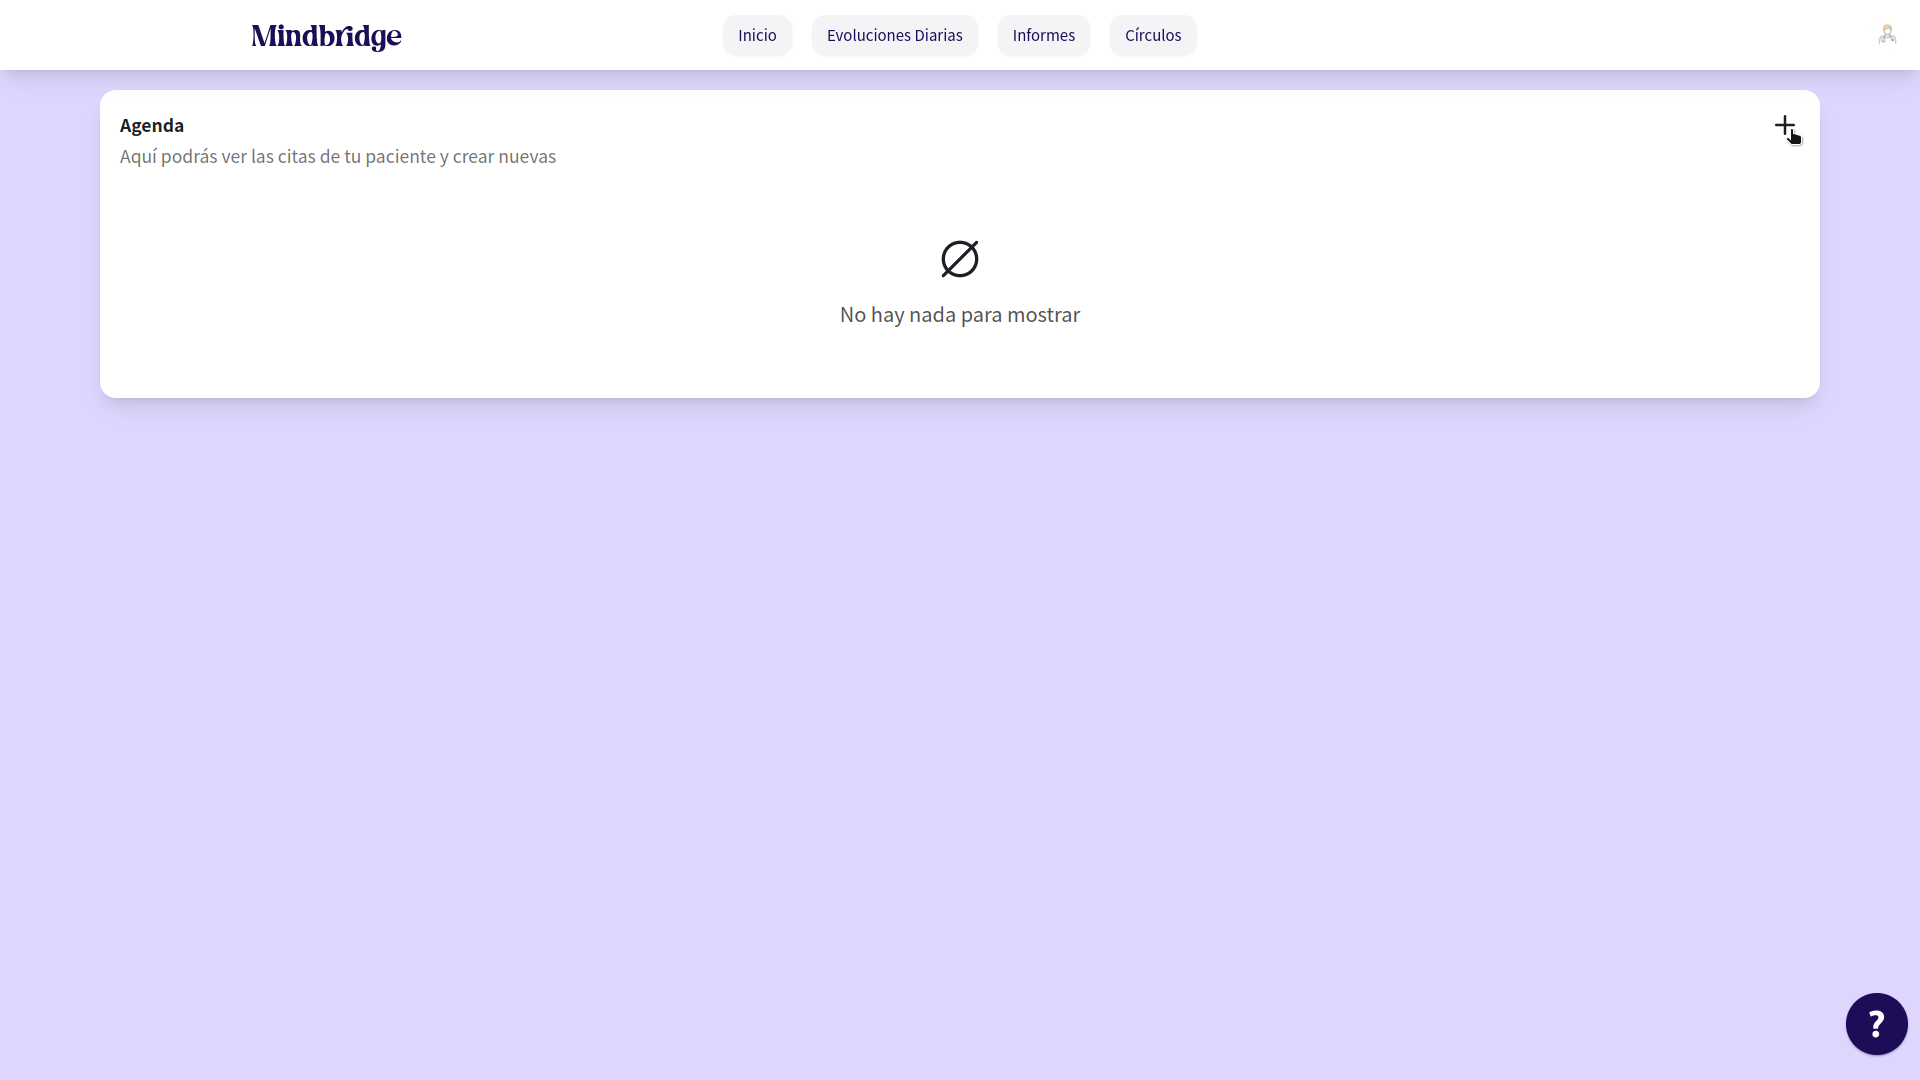 Mindbridge
Inicio
Evoluciones Diarias
Informes
Círculos
Agenda
Aquí podrás ver las citas de tu paciente y crear nuevas
No hay nada para mostrar
?